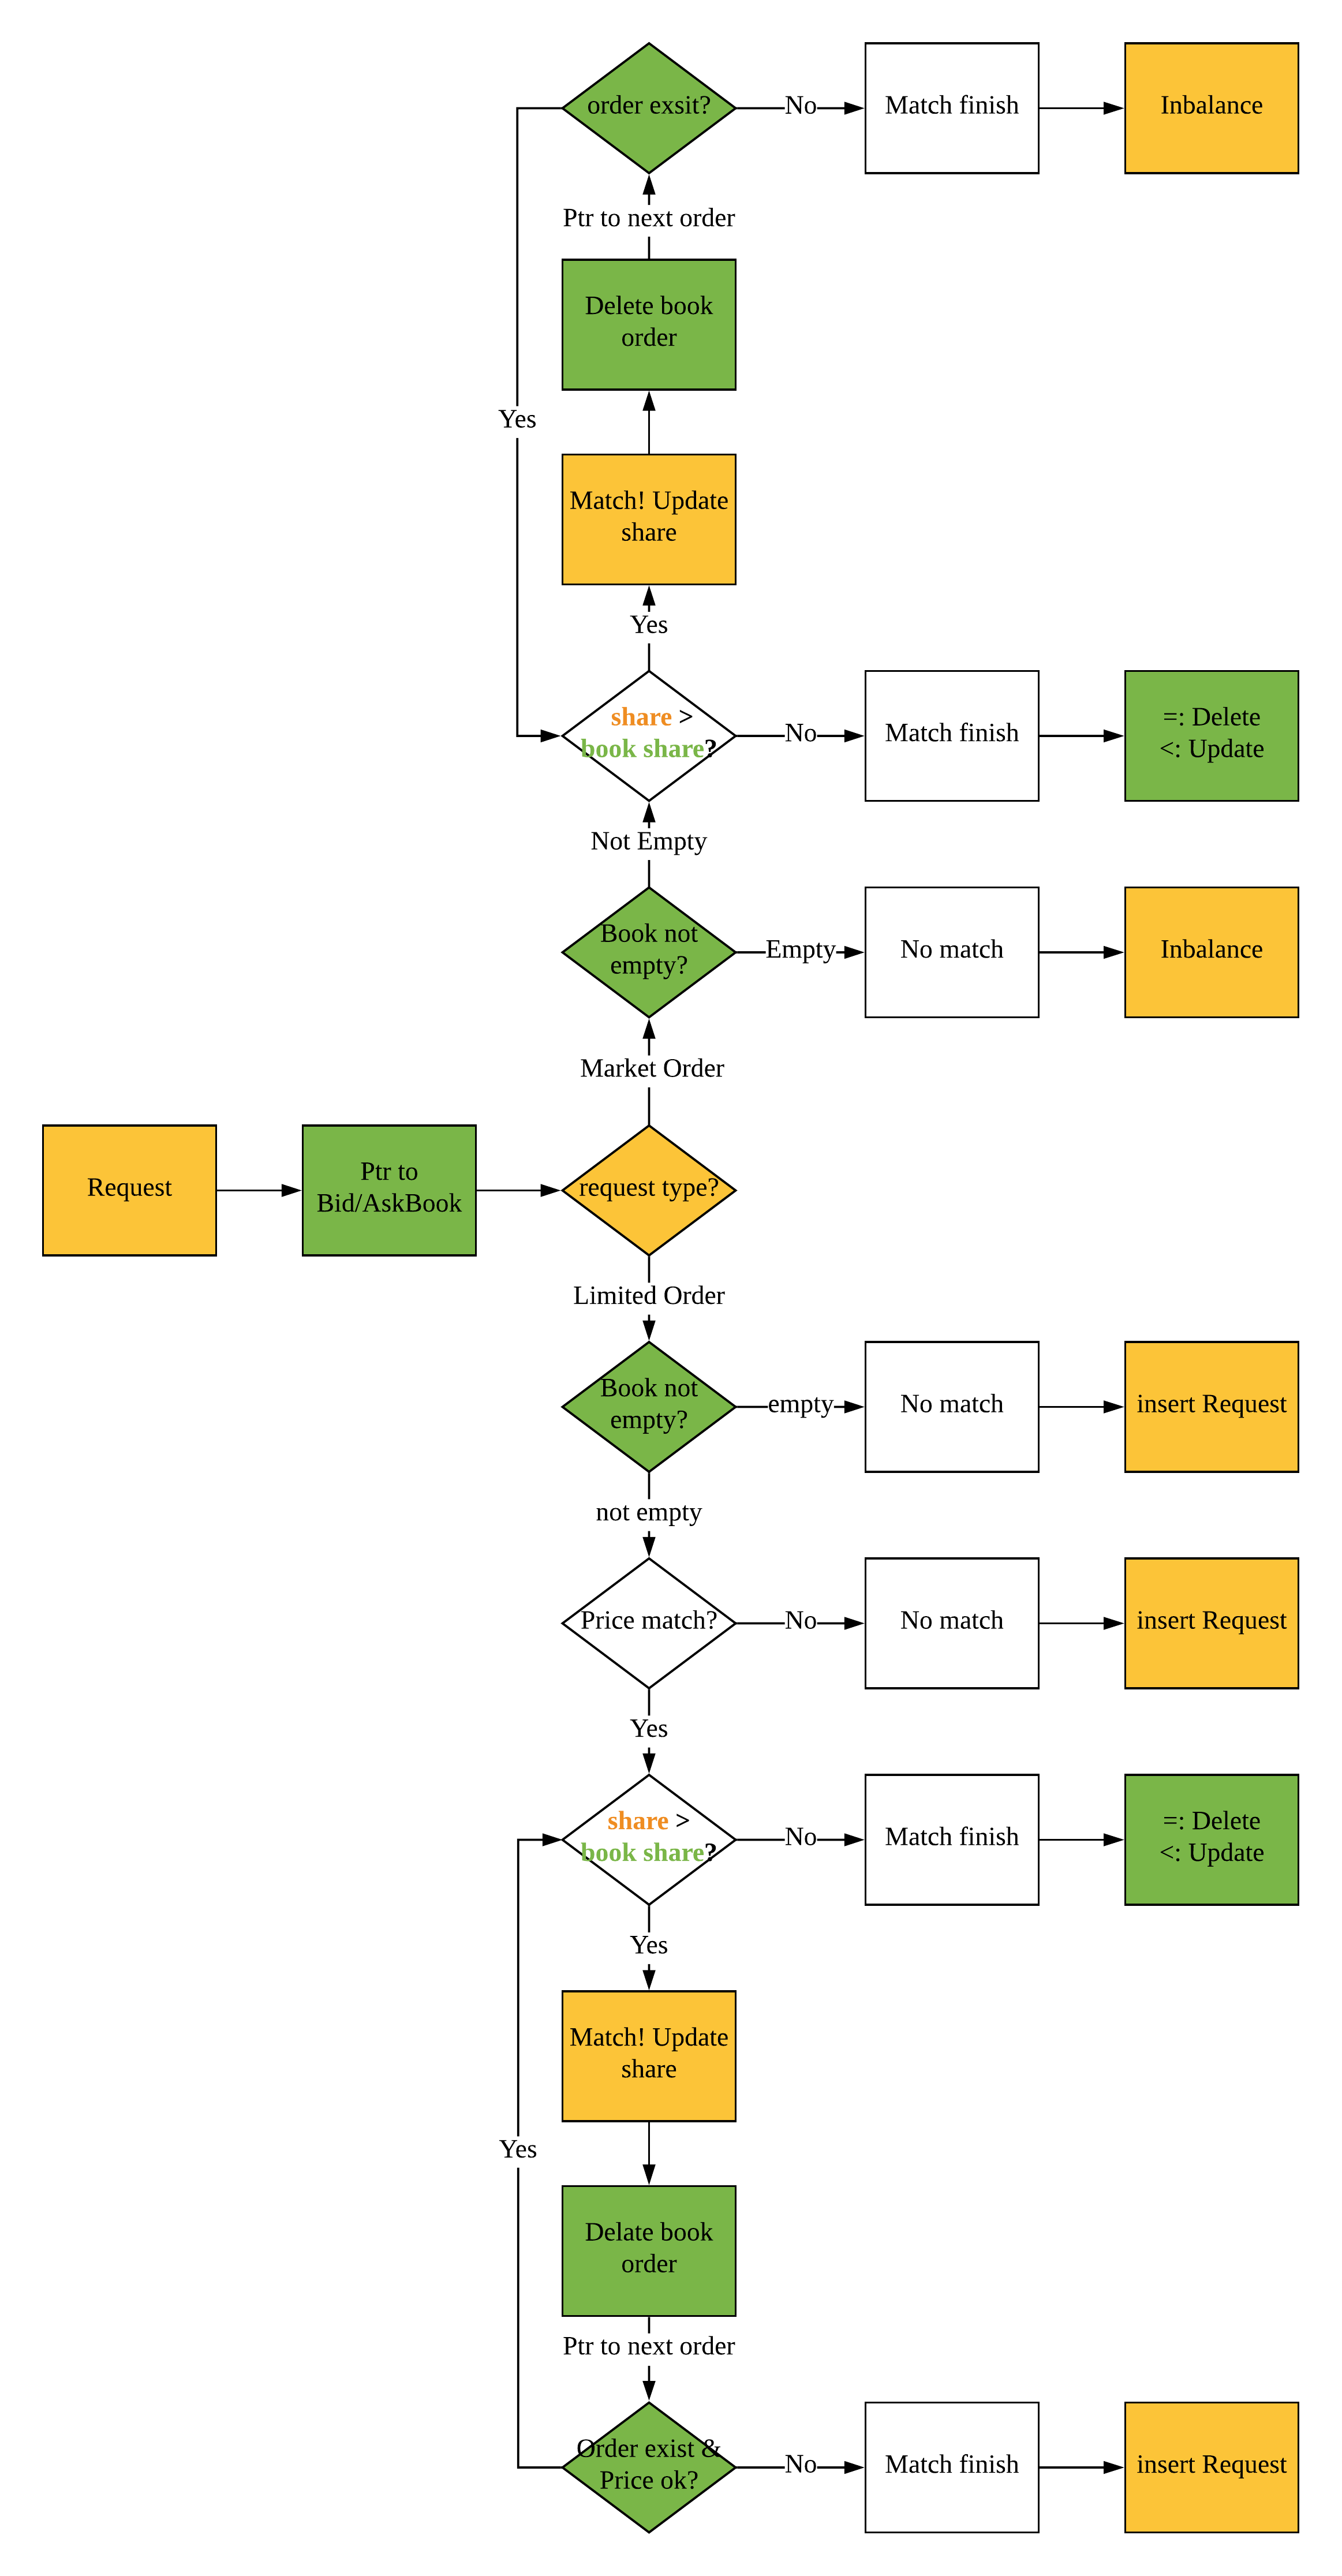 order exsit?
No
Match finish
Inbalance
Ptr to next order
Delete book
order
Yes
Match! Update
share
Yes
share >
book share?
No
Match finish
=: Delete
<: Update
Not Empty
Book not
empty?
Empty
No match
Inbalance
Market Order
Request
Ptr to
Bid/AskBook
request type?
Limited Order
Book not
empty?
empty
No match
insert Request
not empty
Price match?
No
No match
insert Request
Yes
share >
book share?
No
Match finish
=: Delete
<: Update
Yes
Match! Update
share
Yes
Delate book
order
Ptr to next order
Order exist &
Price ok?
No
Match finish
insert Request